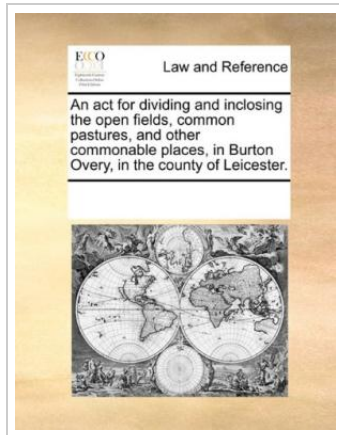 ECCO
Law and Reference
An act for dividing and inclosing
the open fields, common
pastures, and other
commonable places, in Burton
Overy, in the county of Leicester.